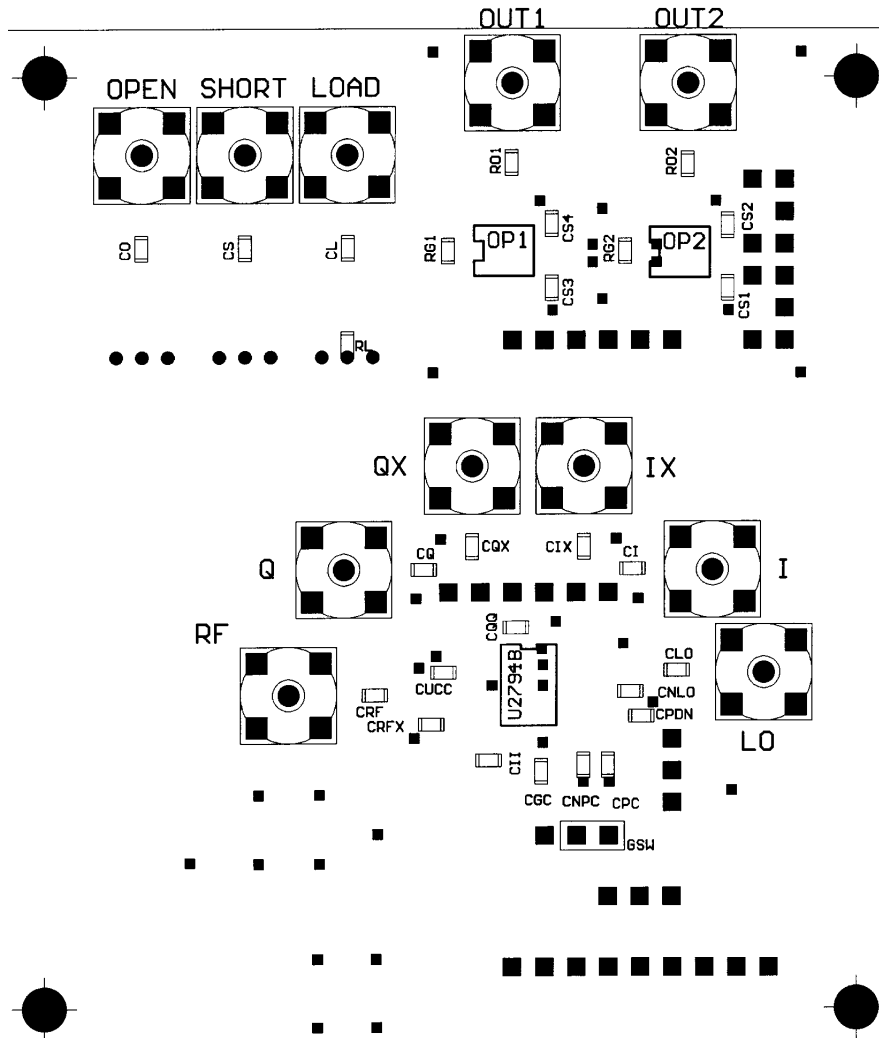 OUT1 OUT2
OPEN SHORT LOAD
RO1 RO2
CO CS CL RG1 OP1 CS4 RG2 OP2 CS2
CS3 CS1
RL
QX IX
Q CQ CQX CIX CI I
RF CQQ
U2794B
CUCC CLO
CRF CNLO
CRFX CPDN
LO
CII
CGC CNPC CPC
GSW